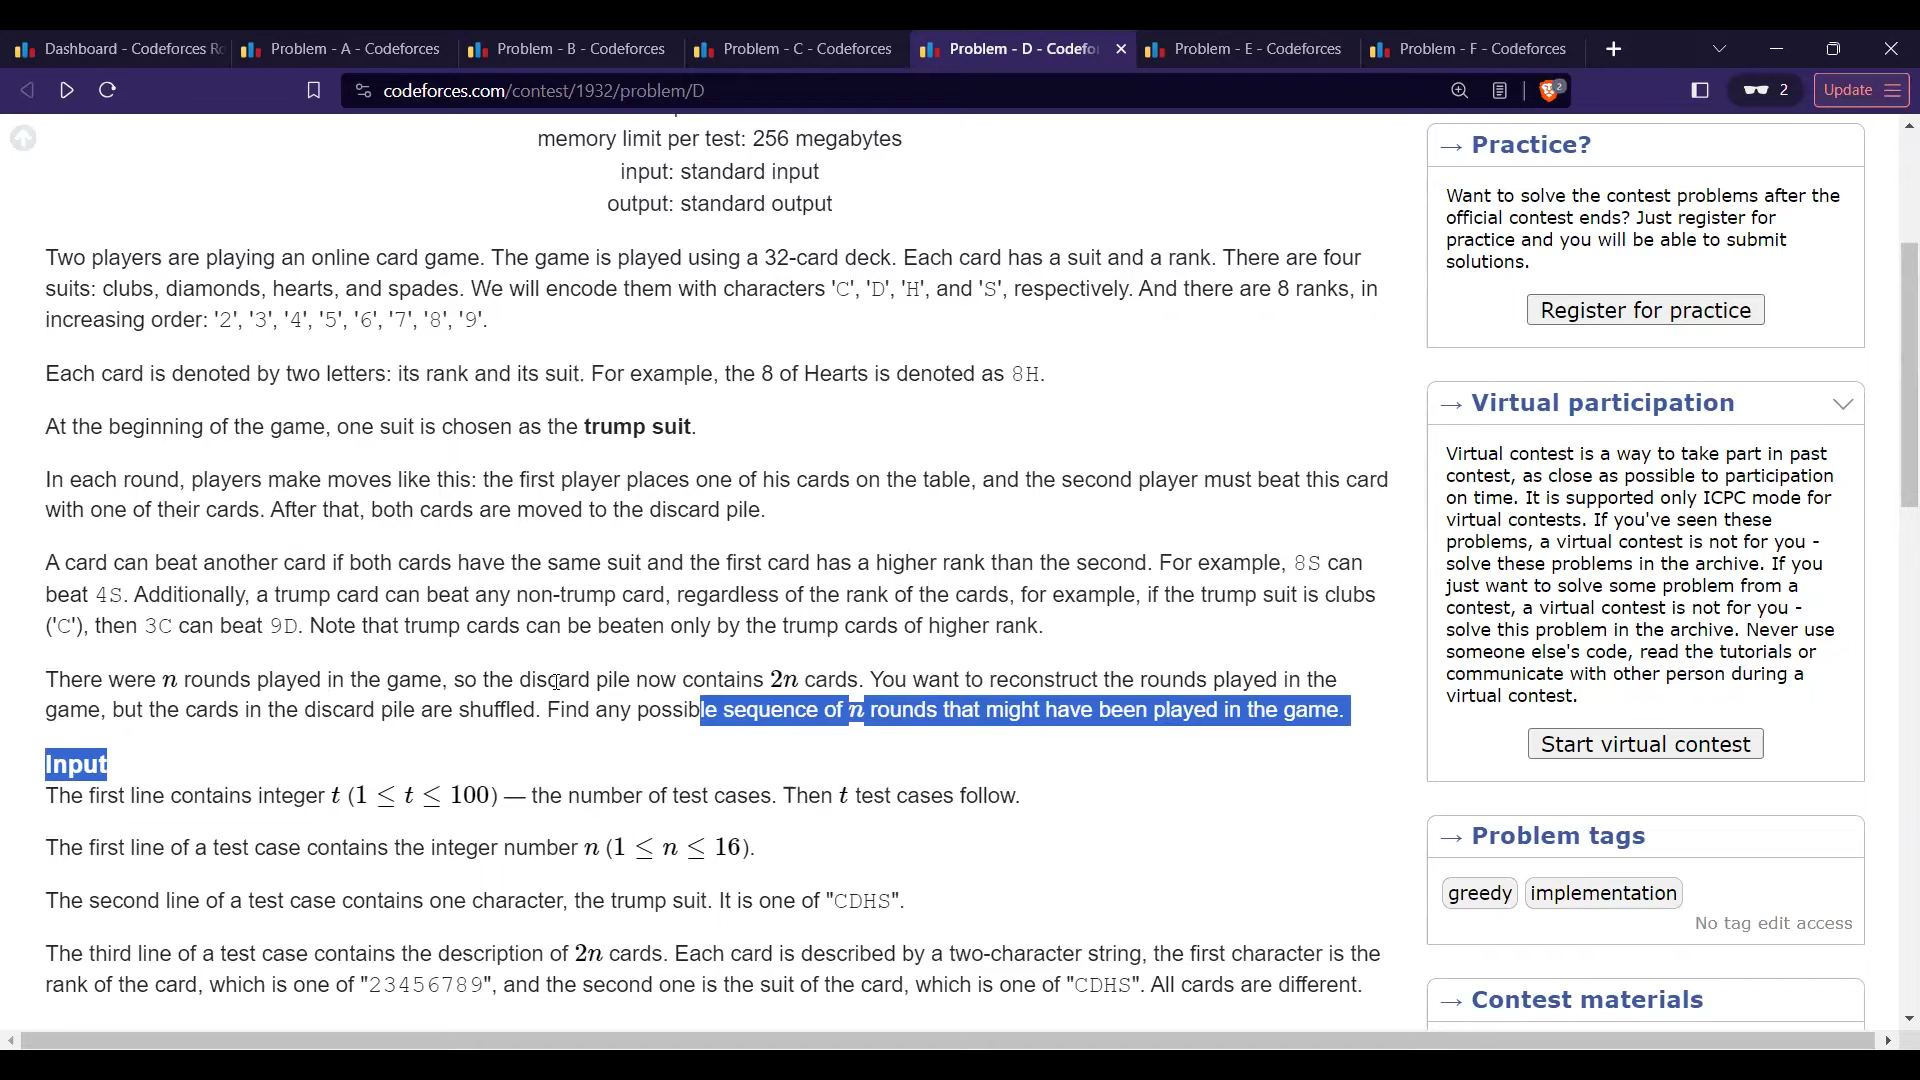 Dashboard - Codeforces Ro
Problem - A - Codeforces
Problem - B - Codeforces
Problem - C - Codeforces
Problem - D - Codefo
Problem - E - Codeforces
Problem - F - Codeforces
codeforces.com/contest/1932/problem/D
2
2
Update
memory limit per test: 256 megabytes
input: standard input
output: standard output
Two players are playing an online card game. The game is played using a 32-card deck. Each card has a suit and a rank. There are four
suits: clubs, diamonds, hearts, and spades. We will encode them with characters 'C', 'D', 'H', and 'S', respectively. And there are 8 ranks, in
increasing order: '2', '3', '4', '5', '6', '7', '8', '9'.
Each card is denoted by two letters: its rank and its suit. For example, the 8 of Hearts is denoted as 8H.
At the beginning of the game, one suit is chosen as the trump suit.
In each round, players make moves like this: the first player places one of his cards on the table, and the second player must beat this card
with one of their cards. After that, both cards are moved to the discard pile.
A card can beat another card if both cards have the same suit and the first card has a higher rank than the second. For example, 8S can
beat 4S. Additionally, a trump card can beat any non-trump card, regardless of the rank of the cards, for example, if the trump suit is clubs
('C'), then 3C can beat 9D. Note that trump cards can be beaten only by the trump cards of higher rank.
There were n rounds played in the game, so the discard pile now contains 2n cards. You want to reconstruct the rounds played in the
game, but the cards in the discard pile are shuffled. Find any possible sequence of n rounds that might have been played in the game.
Input
The first line contains integer t (1 ≤ t ≤ 100) — the number of test cases. Then t test cases follow.
The first line of a test case contains the integer number n (1 ≤ n ≤ 16).
The second line of a test case contains one character, the trump suit. It is one of "CDHS".
The third line of a test case contains the description of 2n cards. Each card is described by a two-character string, the first character is the
rank of the card, which is one of "23456789", and the second one is the suit of the card, which is one of "CDHS". All cards are different.
→ Practice?
Want to solve the contest problems after the
official contest ends? Just register for
practice and you will be able to submit
solutions.
Register for practice
→ Virtual participation
Virtual contest is a way to take part in past
contest, as close as possible to participation
on time. It is supported only ICPC mode for
virtual contests. If you've seen these
problems, a virtual contest is not for you -
solve these problems in the archive. If you
just want to solve some problem from a
contest, a virtual contest is not for you -
solve this problem in the archive. Never use
someone else's code, read the tutorials or
communicate with other person during a
virtual contest.
Start virtual contest
→ Problem tags
greedy
implementation
No tag edit access
→ Contest materials